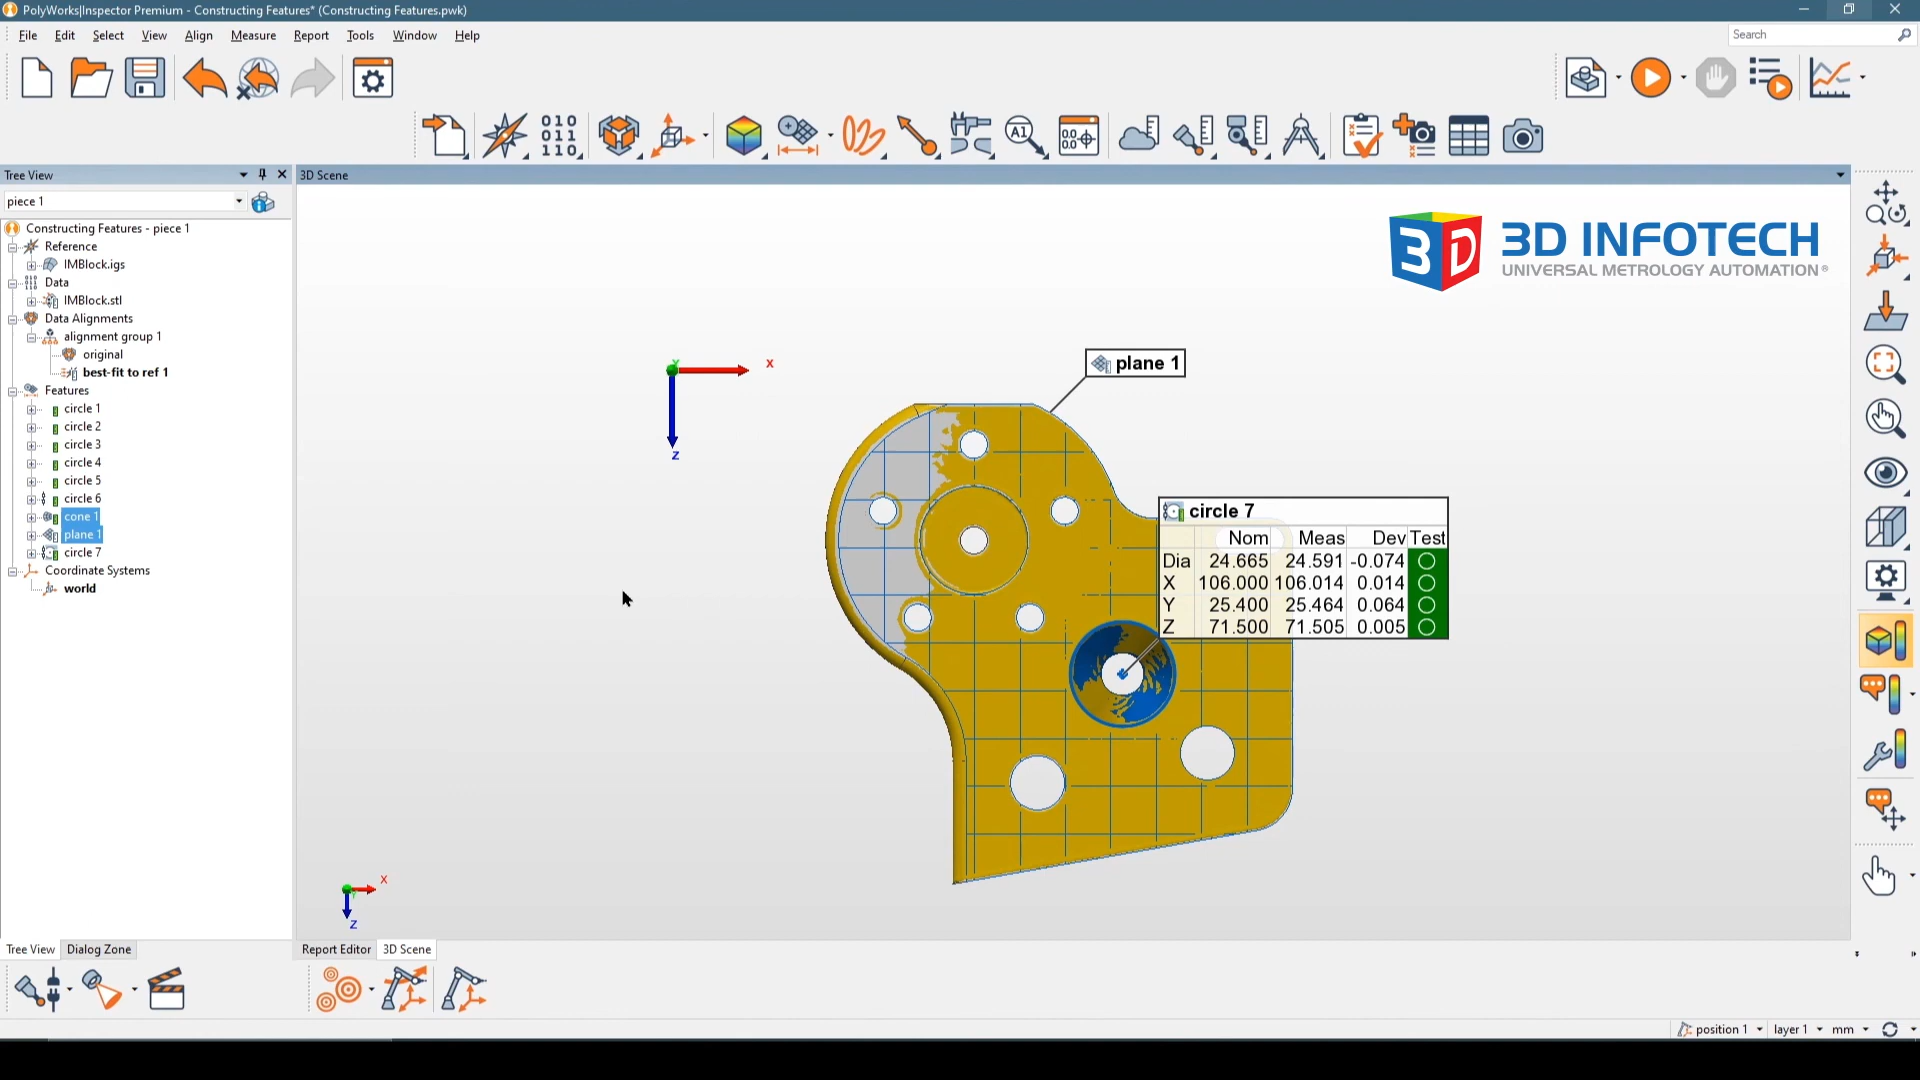 PolyWorks|Inspector Premium - Constructing Features* (Constructing Features.pwk)
File Edit Select View Align Measure Report Tools Window Help
Search
010
011
110
A1
0.0
0.0
Tree View
3D Scene
piece 1
Constructing Features - piece 1
Reference
IMBlock.igs
Data
IMBlock.stl
Data Alignments
alignment group 1
original
best-fit to ref 1
Features
circle 1
circle 2
circle 3
circle 4
circle 5
circle 6
cone 1
plane 1
circle 7
Coordinate Systems
world
3D 3D INFOTECH
UNIVERSAL METROLOGY AUTOMATION®
Y X
Z
plane 1
circle 7
Nom Meas Dev Test
Dia 24.665 24.591 -0.074
X 106.000 106.014 0.014
Y 25.400 25.464 0.064
Z 71.500 71.505 0.005
X
Y
Z
Tree View Dialog Zone
Report Editor 3D Scene
position 1 layer 1 mm